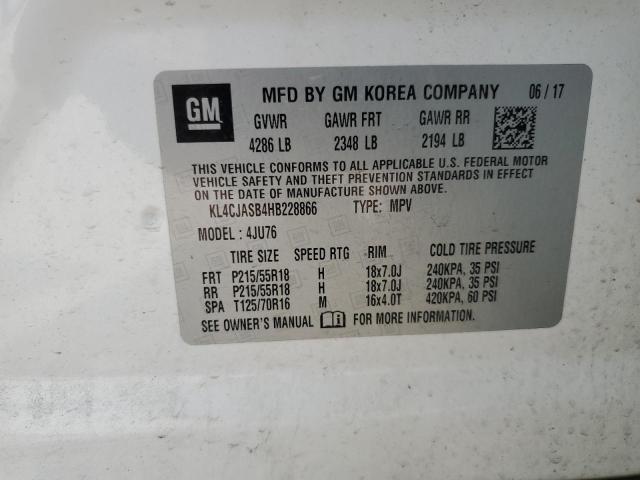 GM
MFD BY GM KOREA COMPANY 06 / 17
GVWR GAWR FRT GAWR RR
4286 LB 2348 LB 2194 LB
THIS VEHICLE CONFORMS TO ALL APPLICABLE U.S. FEDERAL MOTOR
VEHICLE SAFETY AND THEFT PREVENTION STANDARDS IN EFFECT
ON THE DATE OF MANUFACTURE SHOWN ABOVE.
KL4CJASB4HB228866 TYPE: MPV
MODEL : 4JU76
TIRE SIZE SPEED RTG RIM COLD TIRE PRESSURE
FRT P215/55R18 H 18x7.0J 240KPA, 35 PSI
RR P215/55R18 H 18x7.0J 240KPA, 35 PSI
SPA T125/70R16 M 16x4.0T 420KPA, 60 PSI
SEE OWNER'S MANUAL FOR MORE INFORMATION.